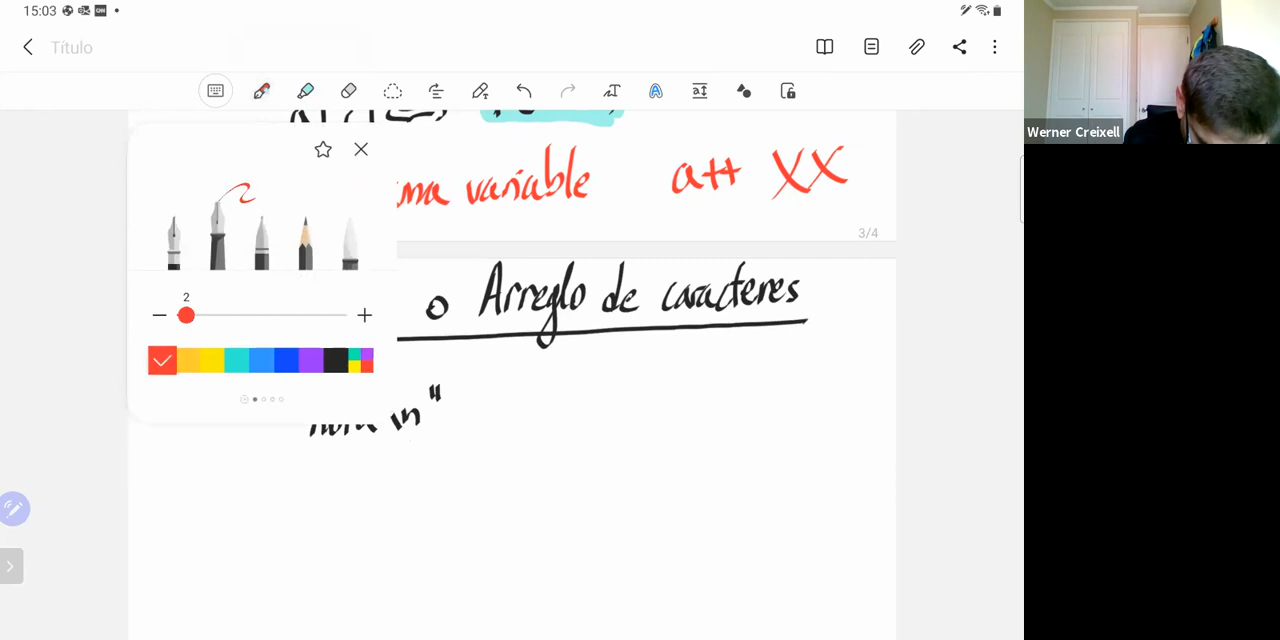 15:03
Título
ma variable att XX
3/4
2
o Arreglo de caracteres
Werner Creixell